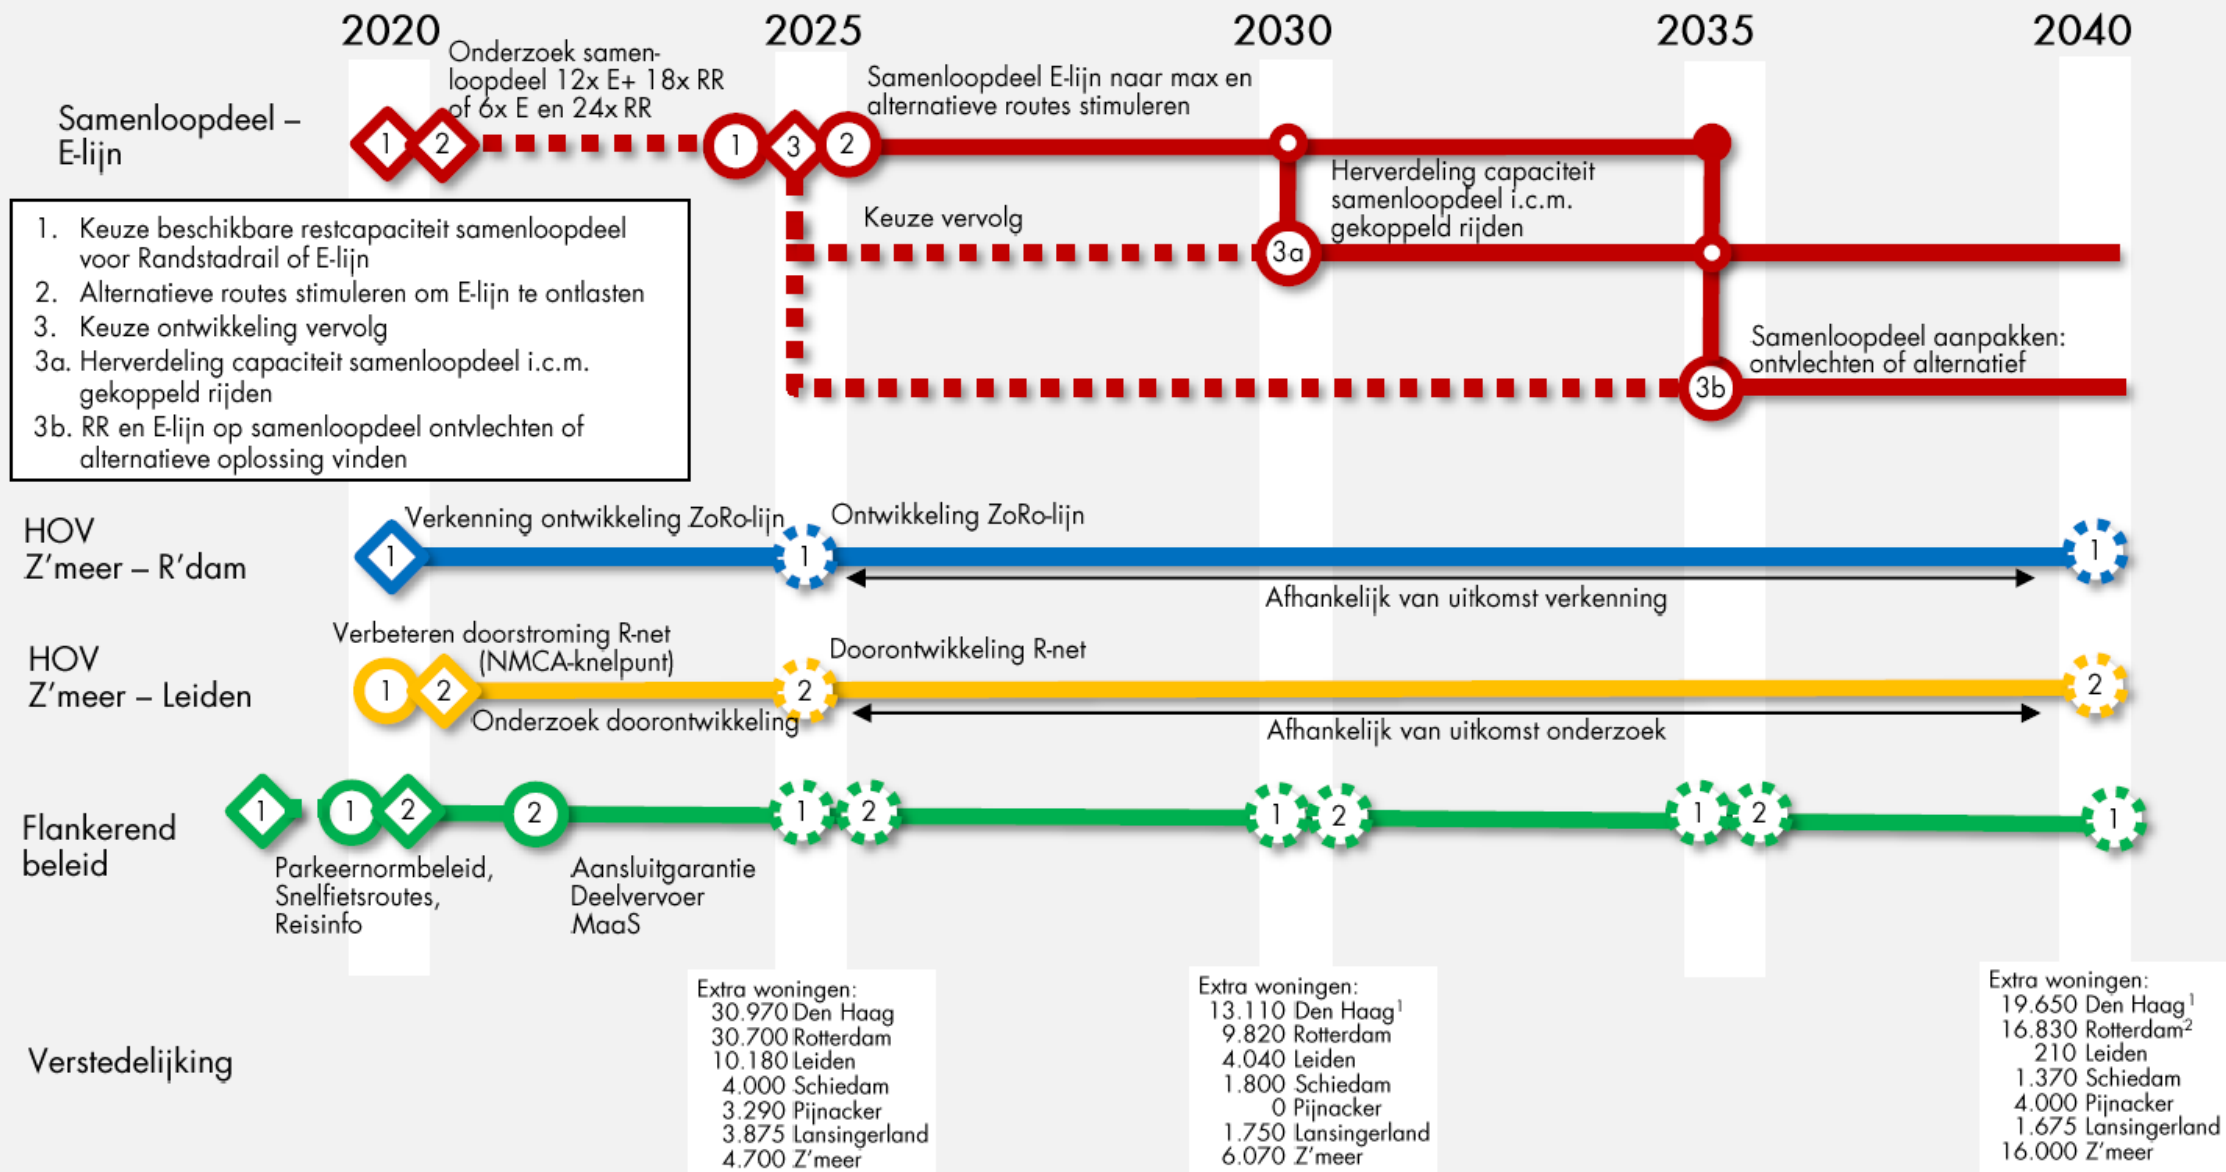 2020
2025
2030
2035
2040
Samenloopdeel –
E-lijn
Onderzoek samen-
loopdeel 12x E+ 18x RR
of 6x E en 24x RR
1
2
1
3
2
Samenloopdeel E-lijn naar max en
alternatieve routes stimuleren
Keuze vervolg
3a
Herverdeling capaciteit
samenloopdeel i.c.m.
gekoppeld rijden
3b
Samenloopdeel aanpakken:
ontvlechten of alternatief
1. Keuze beschikbare restcapaciteit samenloopdeel
voor Randstadrail of E-lijn
2. Alternatieve routes stimuleren om E-lijn te ontlasten
3. Keuze ontwikkeling vervolg
3a. Herverdeling capaciteit samenloopdeel i.c.m.
gekoppeld rijden
3b. RR en E-lijn op samenloopdeel ontvlechten of
alternatieve oplossing vinden
HOV
Z'meer – R'dam
Verkenning ontwikkeling ZoRo-lijn
Ontwikkeling ZoRo-lijn
1
1
1
Afhankelijk van uitkomst verkenning
HOV
Z'meer – Leiden
Verbeteren doorstroming R-net
(NMCA-knelpunt)
Doorontwikkeling R-net
1
2
2
2
Onderzoek doorontwikkeling
Afhankelijk van uitkomst onderzoek
Flankerend
beleid
1
1
2
2
1
2
1
2
1
2
1
Parkeernormbeleid,
Snelfietsroutes,
Reisinfo
Aansluitgarantie
Deelvervoer
MaaS
Verstedelijking
Extra woningen:
30.970 Den Haag
30.700 Rotterdam
10.180 Leiden
4.000 Schiedam
3.290 Pijnacker
3.875 Lansingerland
4.700 Z'meer
Extra woningen:
13.110 Den Haag¹
9.820 Rotterdam
4.040 Leiden
1.800 Schiedam
0 Pijnacker
1.750 Lansingerland
6.070 Z'meer
Extra woningen:
19.650 Den Haag¹
16.830 Rotterdam²
210 Leiden
1.370 Schiedam
4.000 Pijnacker
1.675 Lansingerland
16.000 Z'meer